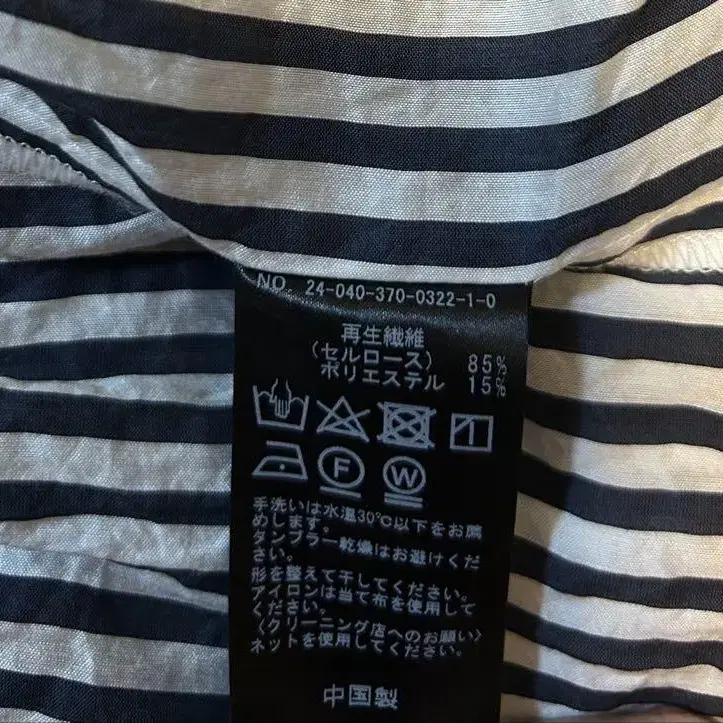 NO. 24-040-370-0322-1-0
再生繊維
(セルロース) 85%
ポリエステル 15%
F
W
手洗いは水温30℃以下をお薦
めします。
タンブラー乾燥はお避けくだ
さい。
形を整えて干してください。
アイロンは当て布を使用して
ください。
〈クリーニング店へのお願い〉
ネットを使用してください。
中国製